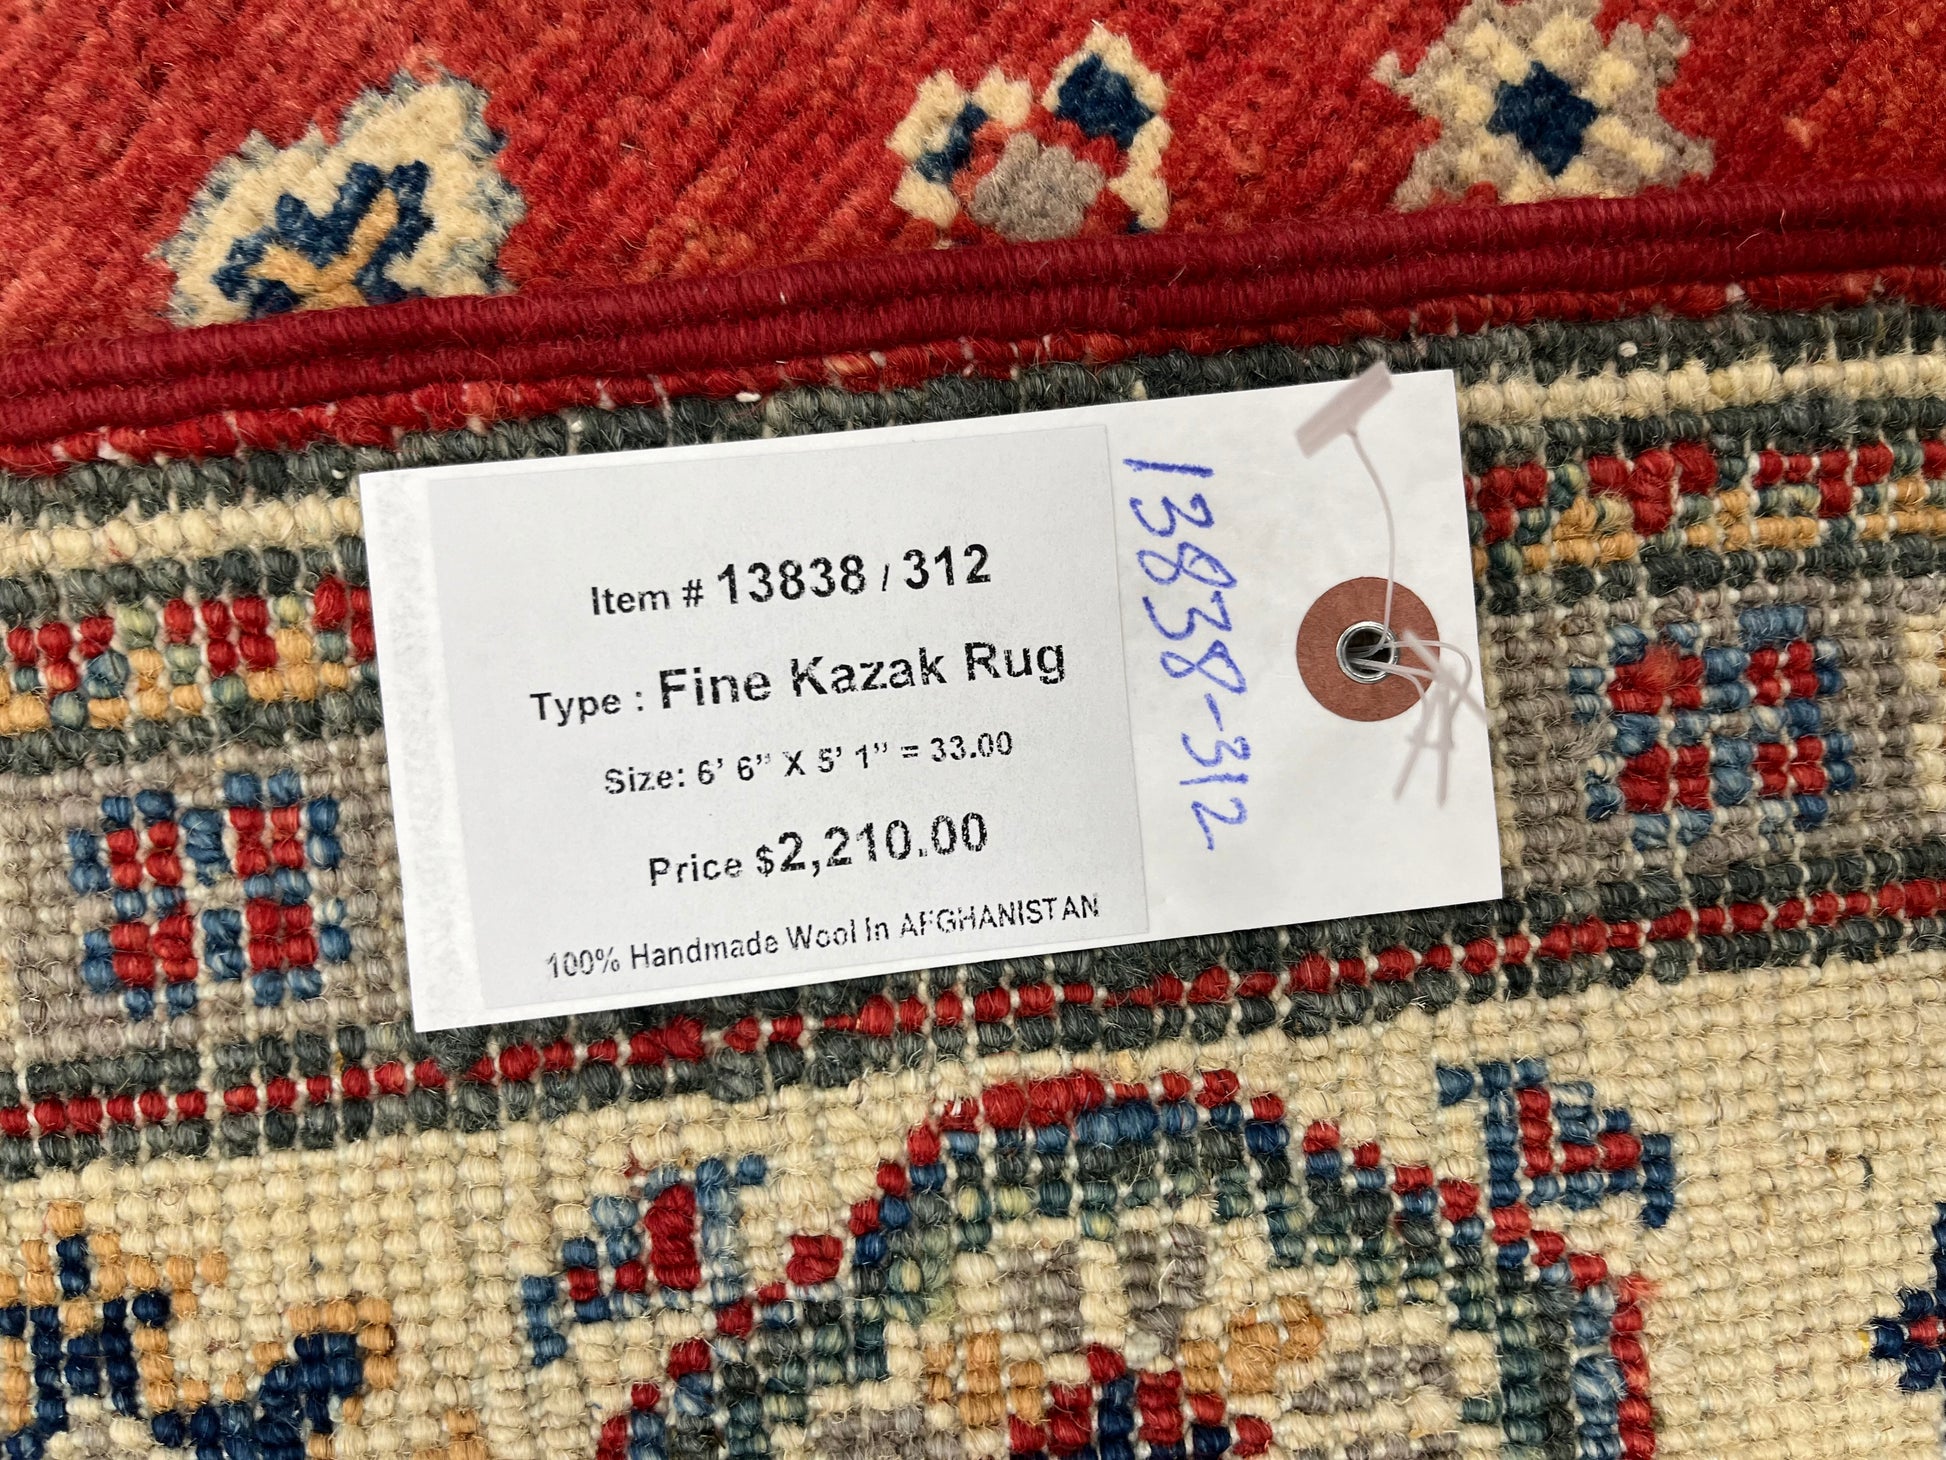 Item # 13838 / 312
Type : Fine Kazak Rug
Size: 6’ 6” X 5’ 1” = 33.00
Price $2,210.00
100% Handmade Wool In AFGHANISTAN
13838-312